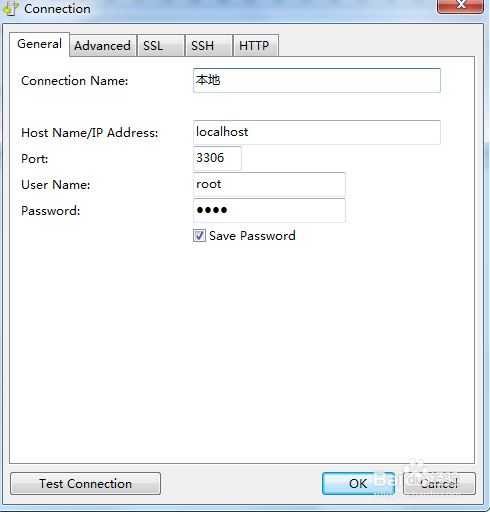 Connection
General Advanced SSL SSH HTTP
Connection Name: 本地
Host Name/IP Address: localhost
Port: 3306
User Name: root
Password: ●●●●
Save Password
Test Connection OK Cancel